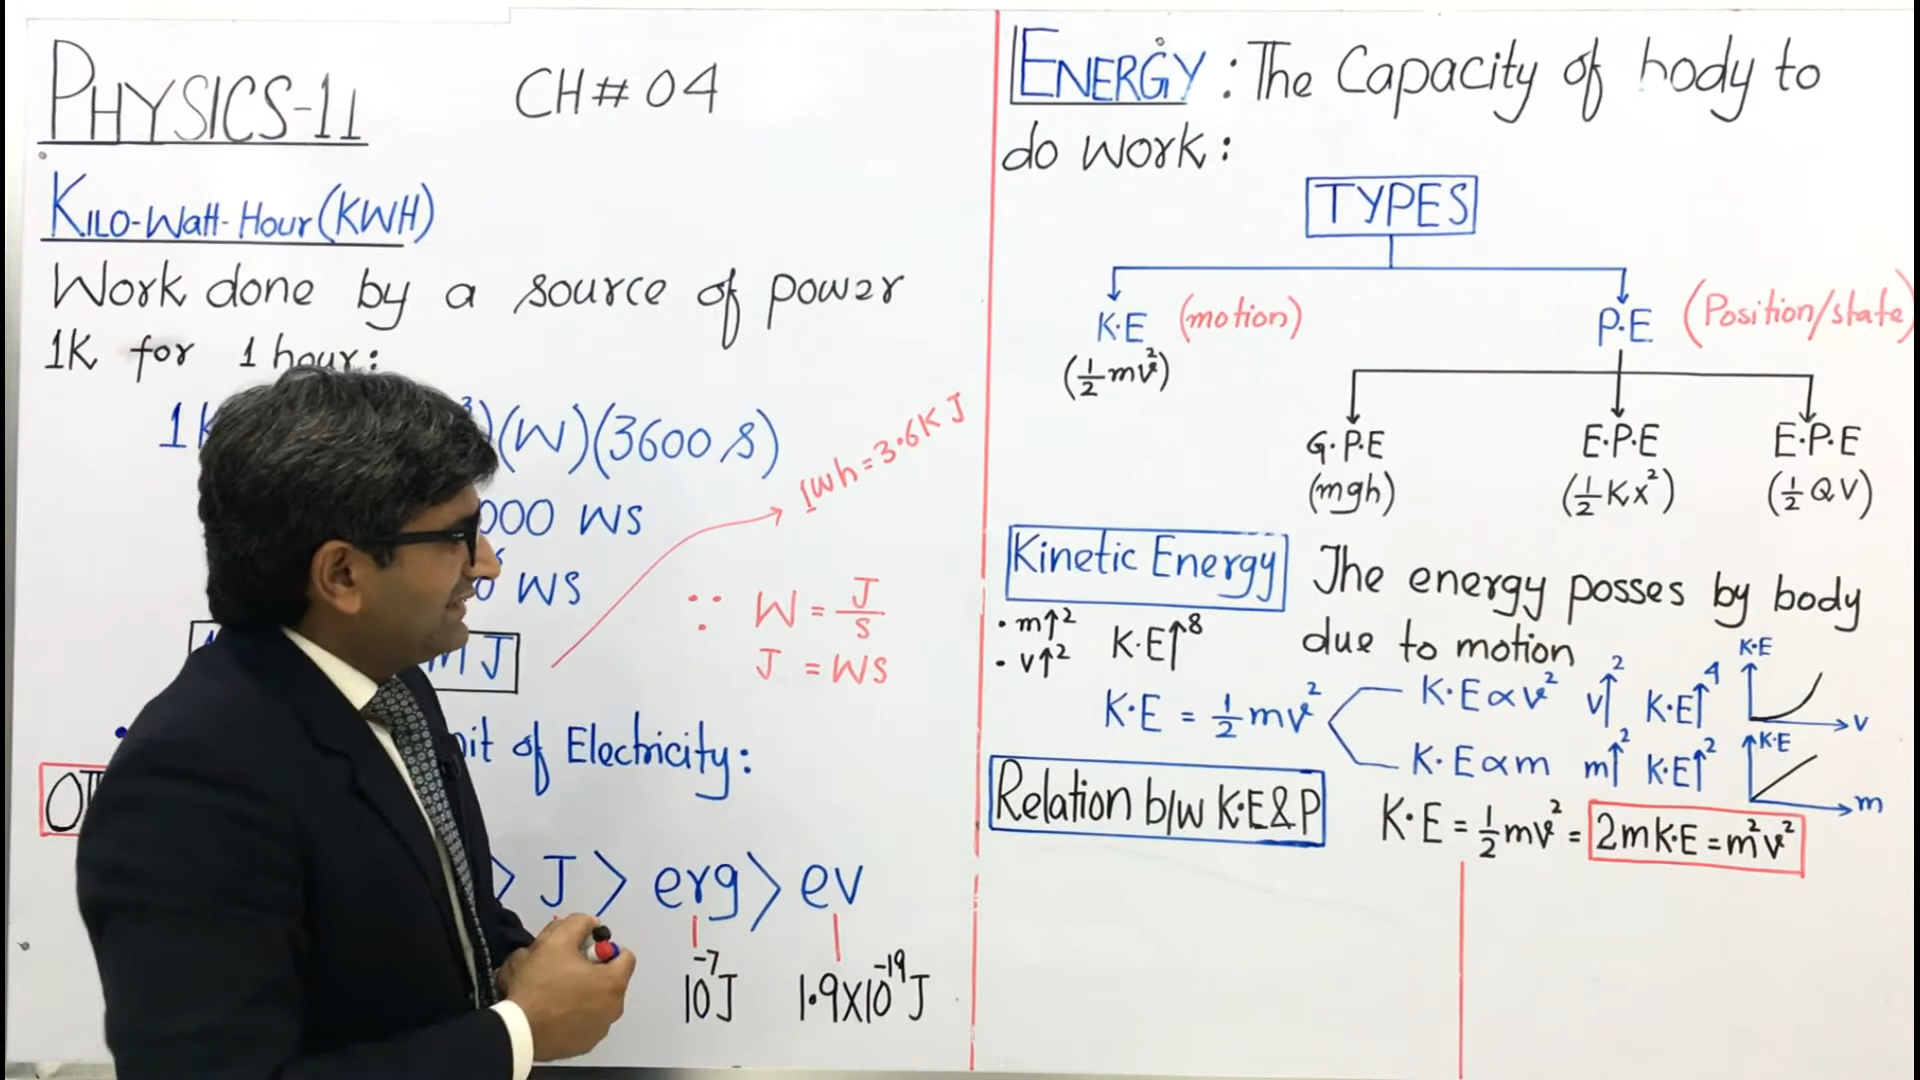 PHYSICS-11
CH# 04
KILO-Watt-Hour (KWH)
Work done by a source of power
1K for 1 hour:
(W)(3600 s)
000 WS
WS
MJ
1Wh = 3.6KJ
∵ W = J/s
J = WS
of Electricity:
> J > erg > ev
10⁻⁷J
1.9x10⁻¹⁹J
ENERGY : The Capacity of body to
do work:
TYPES
K.E (motion)
(½mv²)
P.E (Position/state)
G.P.E
(mgh)
E.P.E
(½Kx²)
E.P.E
(½QV)
Kinetic Energy
The energy posses by body
due to motion
• m↑²
• v↑²
K.E↑⁸
K.E = ½mv²
K.E∝v² v↑² K.E↑⁴
K.E
v
K.E∝m m↑² K.E↑²
K.E
m
Relation b/w K.E&P
K.E = ½mv² = 2mK.E = m²v²